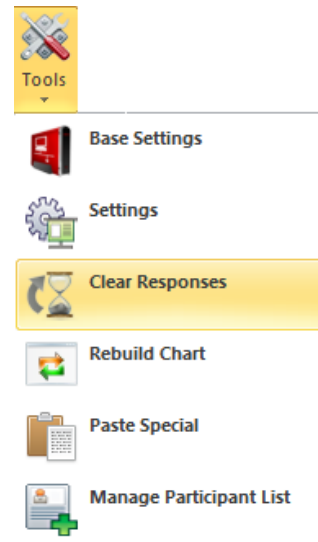 Tools
Base Settings
Settings
Clear Responses
Rebuild Chart
Paste Special
Manage Participant List